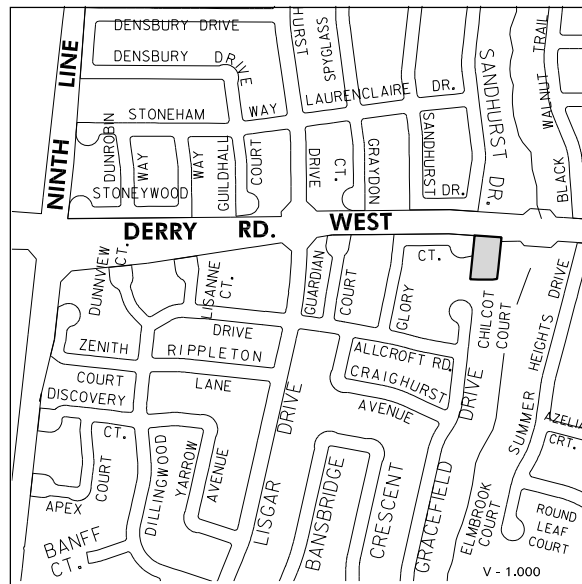 DENSBURY DRIVE
DENSBURY DRIVE
HURST
SPYGLASS
LAURENCLAIRE DR.
STONEHAM WAY
SANDHURST DR.
WALNUT TRAIL
BLACK
NINTH LINE
DUNROBIN
WAY
WAY
GUILDHALL
COURT
DRIVE
CT.
GRAYDON
SANDHURST
DR.
STONEYWOOD
DERRY RD. WEST
DUNNVIEW
CT.
LISANNE
CT.
GUARDIAN
COURT
GLORY
CT.
CHILCOT
COURT
SUMMER HEIGHTS DRIVE
ZENITH
DRIVE
RIPPLETON
ALLCROFT RD.
CRAIGHURST
AVENUE
COURT
DISCOVERY
LANE
LISGAR DRIVE
GRACEFIELD DRIVE
AZELIA
CRT.
CT.
COURT
APEX
DILLINGWOOD
YARROW
AVENUE
BANSBRIDGE
CRESCENT
ELMBROOK
COURT
ROUND
LEAF
COURT
BANFF
CT.
V - 1.000